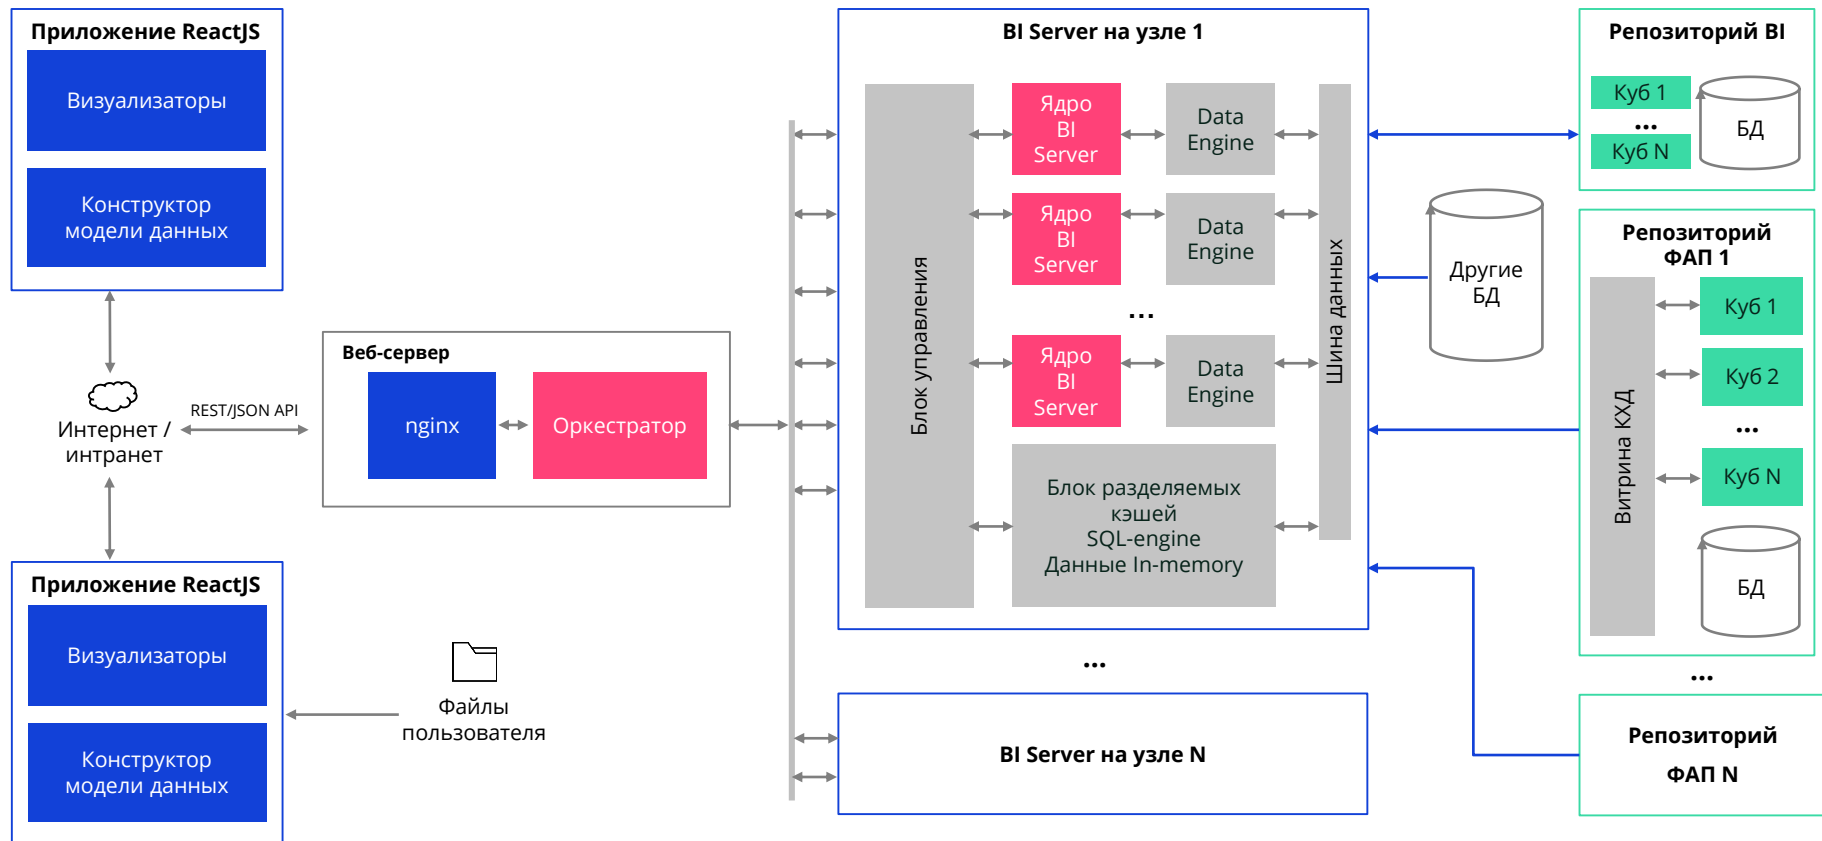 Приложение ReactJS
Визуализаторы
Конструктор
модели данных
Интернет /
интранет
REST/JSON API
Приложение ReactJS
Визуализаторы
Конструктор
модели данных
Файлы
пользователя
Веб-сервер
nginx
Оркестратор
BI Server на узле 1
Блок управления
Ядро
BI
Server
Data
Engine
Ядро
BI
Server
Data
Engine
...
Ядро
BI
Server
Data
Engine
Блок разделяемых
кэшей
SQL-engine
Данные In-memory
Шина данных
...
BI Server на узле N
Другие
БД
Репозиторий BI
Куб 1
...
Куб N
БД
Репозиторий
ФАП 1
Витрина КХД
Куб 1
Куб 2
...
Куб N
БД
...
Репозиторий
ФАП N